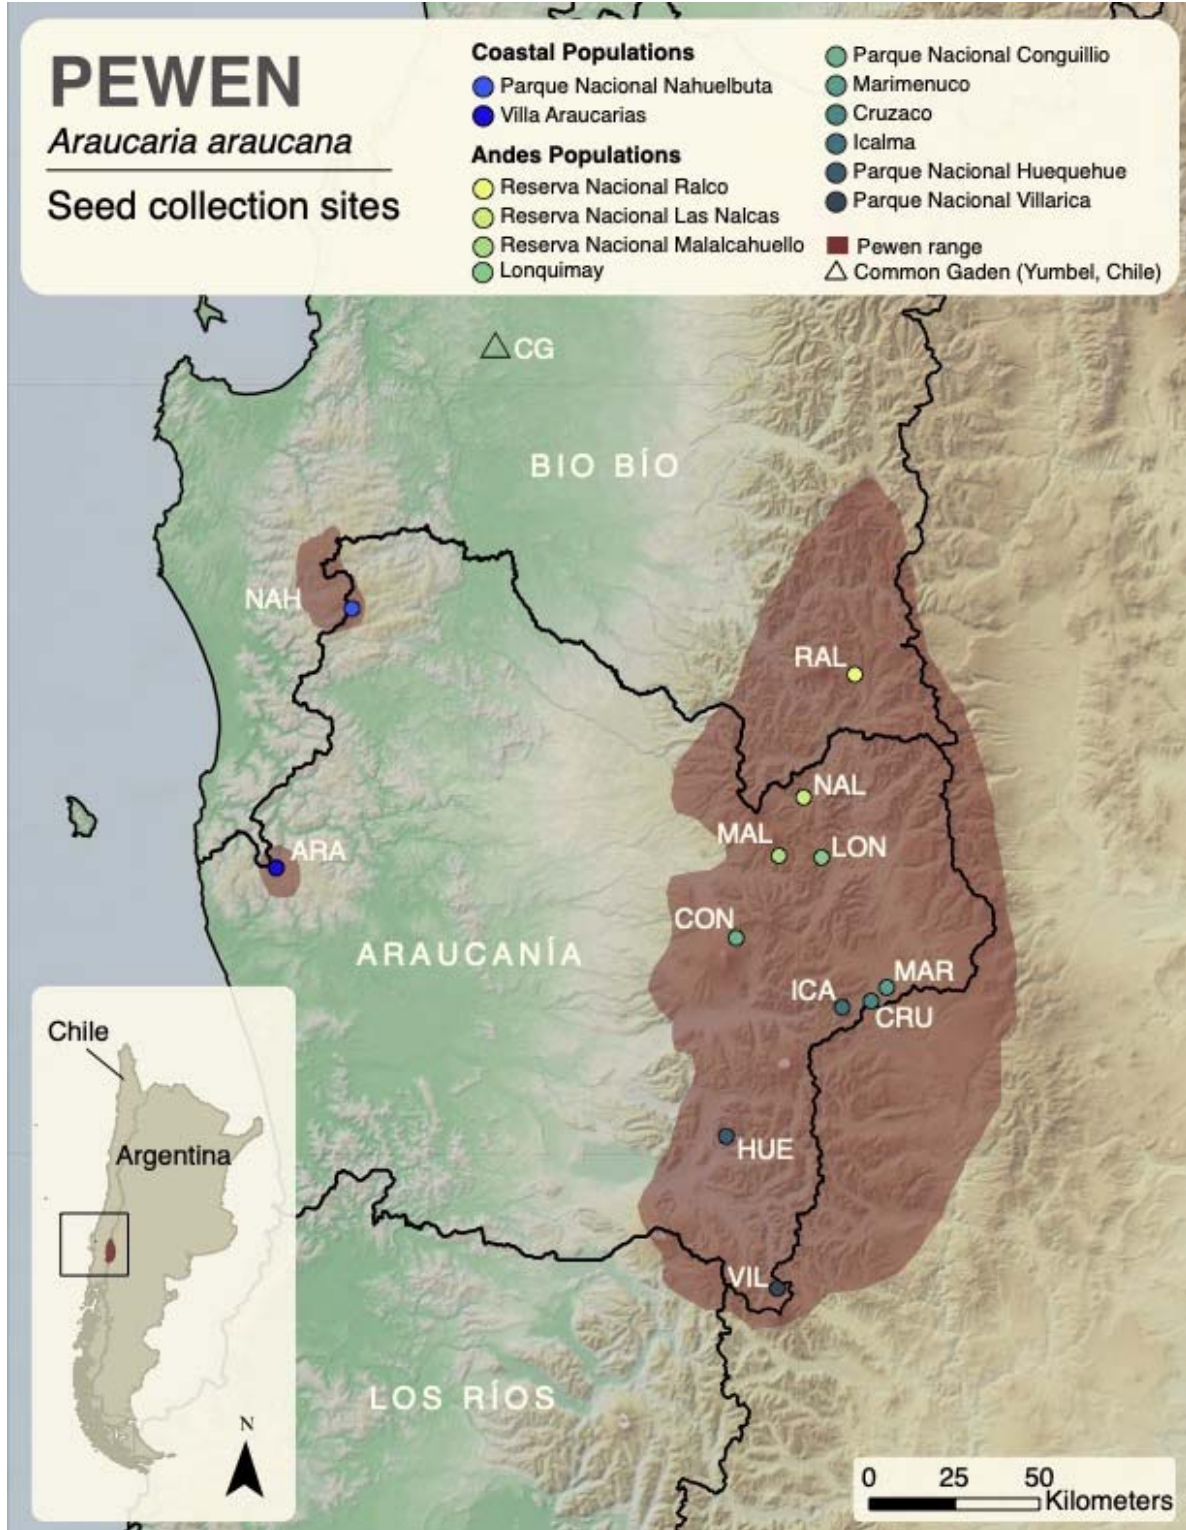 PEWEN
Araucaria araucana
Seed collection sites
Coastal Populations
Parque Nacional Nahuelbuta
Villa Araucarias
Andes Populations
Reserva Nacional Ralco
Reserva Nacional Las Nalcas
Reserva Nacional Malalcahuello
Lonquimay
Parque Nacional Conguillio
Marimenuco
Cruzaco
Icalma
Parque Nacional Huequehue
Parque Nacional Villarica
Pewen range
Common Gaden (Yumbel, Chile)
CG
BIO BÍO
NAH
RAL
NAL
MAL
LON
ARA
CON
ARAUCANÍA
MAR
ICA
CRU
HUE
VIL
LOS RÍOS
Chile
Argentina
N
0 25 50
Kilometers